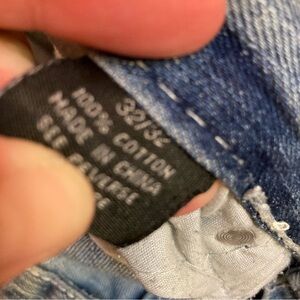 32/32
100% COTTON
MADE IN CHINA
SEE REVERSE